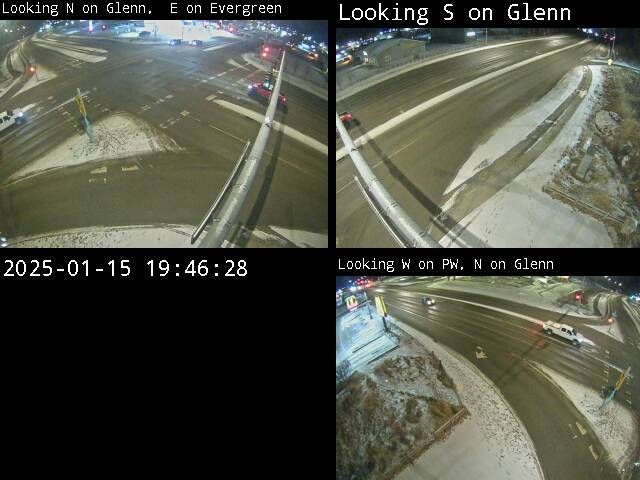 Looking N on Glenn,  E on Evergreen
Looking S on Glenn
2025-01-15 19:46:28
Looking W on PW, N on Glenn